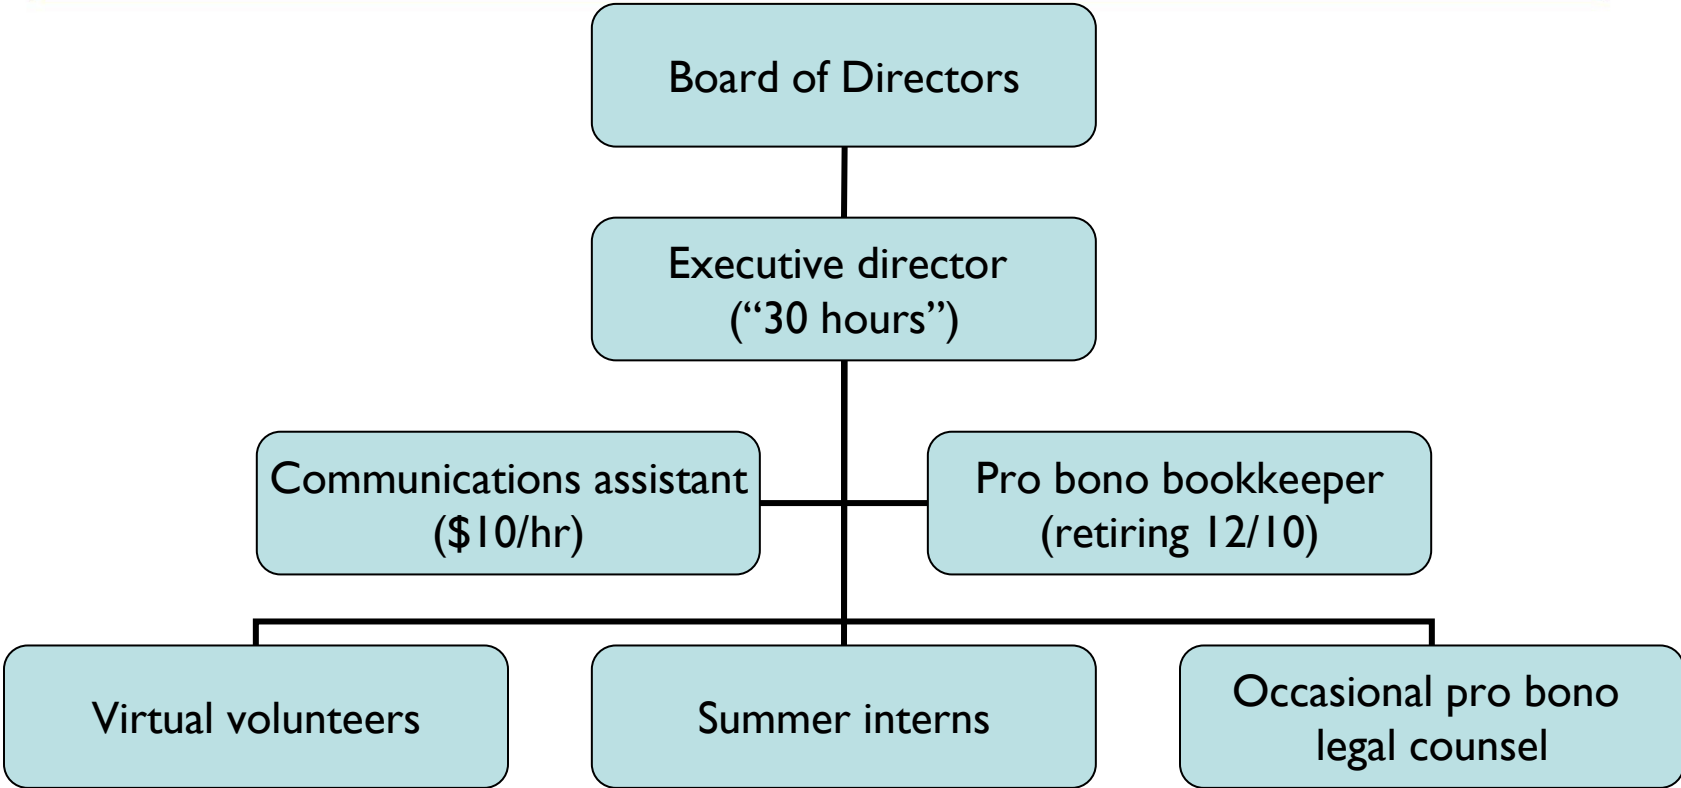 Board of Directors
Executive director
(“30 hours”)
Communications assistant
($10/hr)
Pro bono bookkeeper
(retiring 12/10)
Virtual volunteers
Summer interns
Occasional pro bono
legal counsel